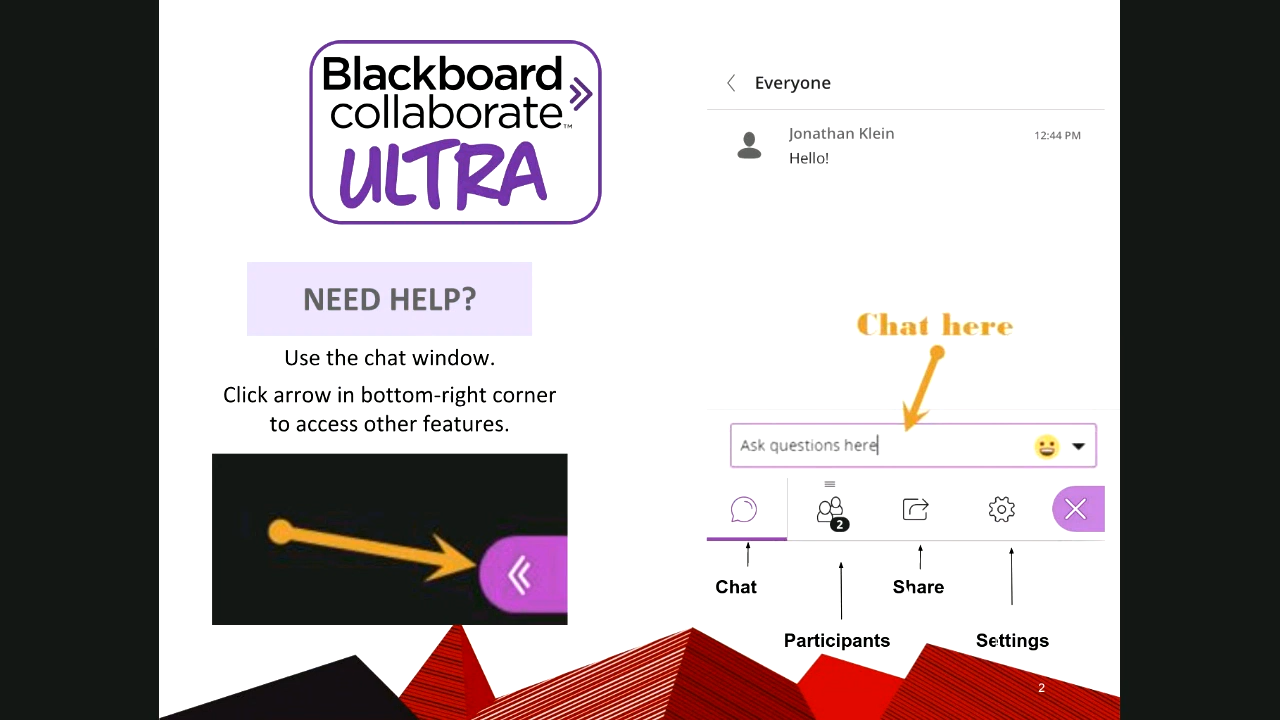 Blackboard
collaborate™
ULTRA
NEED HELP?
Use the chat window.
Click arrow in bottom-right corner
to access other features.
Everyone
Jonathan Klein 12:44 PM
Hello!
Chat here
Ask questions here
2
Chat
Share
Participants
Settings
2